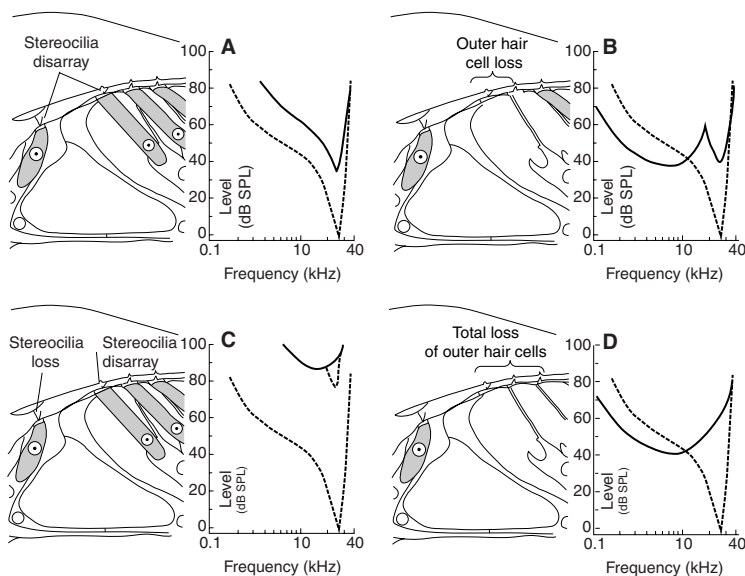 Stereocilia
disarray
A
100
80
60
40
20
0
Level
(dB SPL)
0.1 10 40
Frequency (kHz)
Outer hair
cell loss
B
100
80
60
40
20
0
Level
(dB SPL)
0.1 10 40
Frequency (kHz)
Stereocilia
loss
Stereocilia
disarray
C
100
80
60
40
20
0
Level
(dB SPL)
0.1 10 40
Frequency (kHz)
Total loss
of outer hair cells
D
100
80
60
40
20
0
Level
(dB SPL)
0.1 10 40
Frequency (kHz)